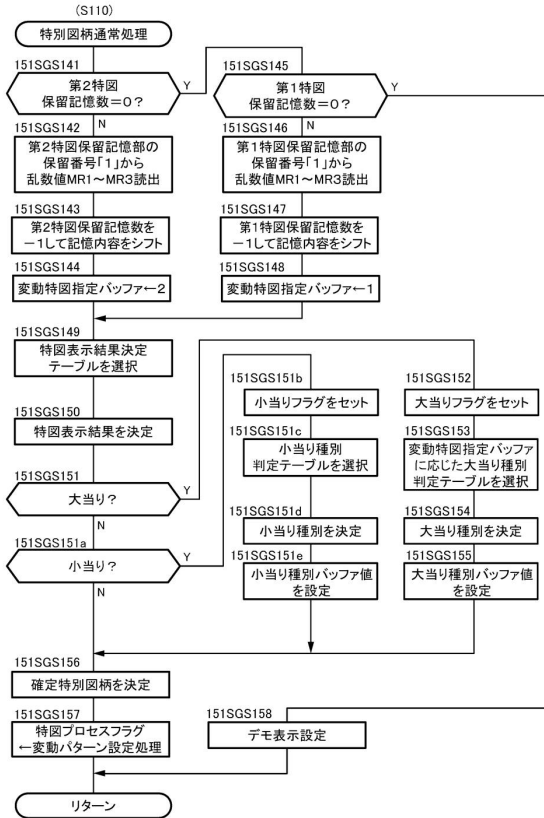 (S110)
特別図柄通常処理
151SGS141
第2特図
保留記憶数=0?
Y
N
151SGS142
第2特図保留記憶部の
保留番号「1」から
乱数値MR1~MR3読出
151SGS143
第2特図保留記憶数を
-1して記憶内容をシフト
151SGS144
変動特図指定バッファ←2
151SGS145
第1特図
保留記憶数=0?
Y
N
151SGS146
第1特図保留記憶部の
保留番号「1」から
乱数値MR1~MR3読出
151SGS147
第1特図保留記憶数を
-1して記憶内容をシフト
151SGS148
変動特図指定バッファ←1
151SGS149
特図表示結果決定
テーブルを選択
151SGS150
特図表示結果を決定
151SGS151
大当り?
Y
N
151SGS151a
小当り?
Y
N
151SGS151b
小当りフラグをセット
151SGS151c
小当り種別
判定テーブルを選択
151SGS151d
小当り種別を決定
151SGS151e
小当り種別バッファ値
を設定
151SGS152
大当りフラグをセット
151SGS153
変動特図指定バッファ
に応じた大当り種別
判定テーブルを選択
151SGS154
大当り種別を決定
151SGS155
大当り種別バッファ値
を設定
151SGS156
確定特別図柄を決定
151SGS157
特図プロセスフラグ
←変動パターン設定処理
151SGS158
デモ表示設定
リターン